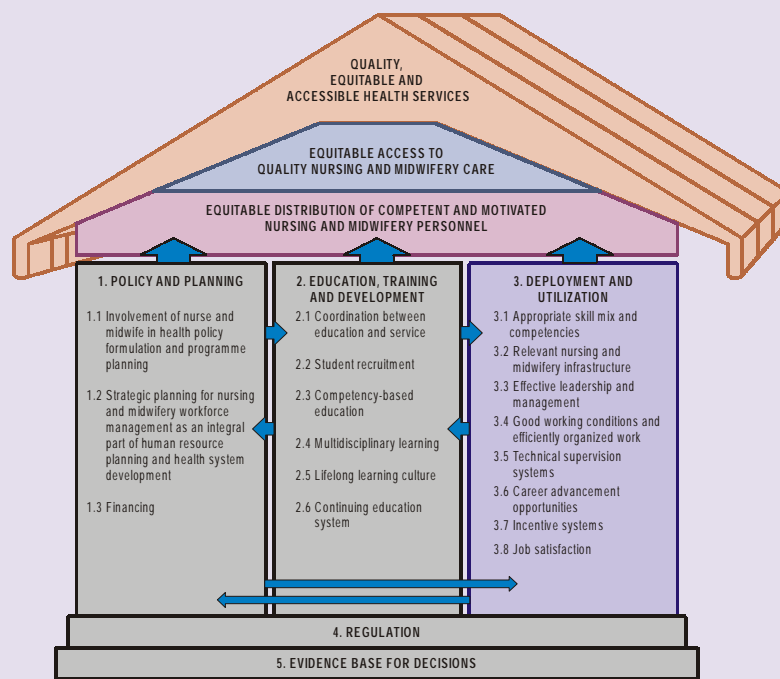 QUALITY,
EQUITABLE AND
ACCESSIBLE HEALTH SERVICES
EQUITABLE ACCESS TO
QUALITY NURSING AND MIDWIFERY CARE
EQUITABLE DISTRIBUTION OF COMPETENT AND MOTIVATED
NURSING AND MIDWIFERY PERSONNEL
1. POLICY AND PLANNING
1.1 Involvement of nurse and
midwife in health policy
formulation and programme
planning
1.2 Strategic planning for nursing
and midwifery workforce
management as an integral
part of human resource
planning and health system
development
1.3 Financing
2. EDUCATION, TRAINING
AND DEVELOPMENT
2.1 Coordination between
education and service
2.2 Student recruitment
2.3 Competency-based
education
2.4 Multidisciplinary learning
2.5 Lifelong learning culture
2.6 Continuing education
system
3. DEPLOYMENT AND
UTILIZATION
3.1 Appropriate skill mix and
competencies
3.2 Relevant nursing and
midwifery infrastructure
3.3 Effective leadership and
management
3.4 Good working conditions and
efficiently organized work
3.5 Technical supervision
systems
3.6 Career advancement
opportunities
3.7 Incentive systems
3.8 Job satisfaction
4. REGULATION
5. EVIDENCE BASE FOR DECISIONS